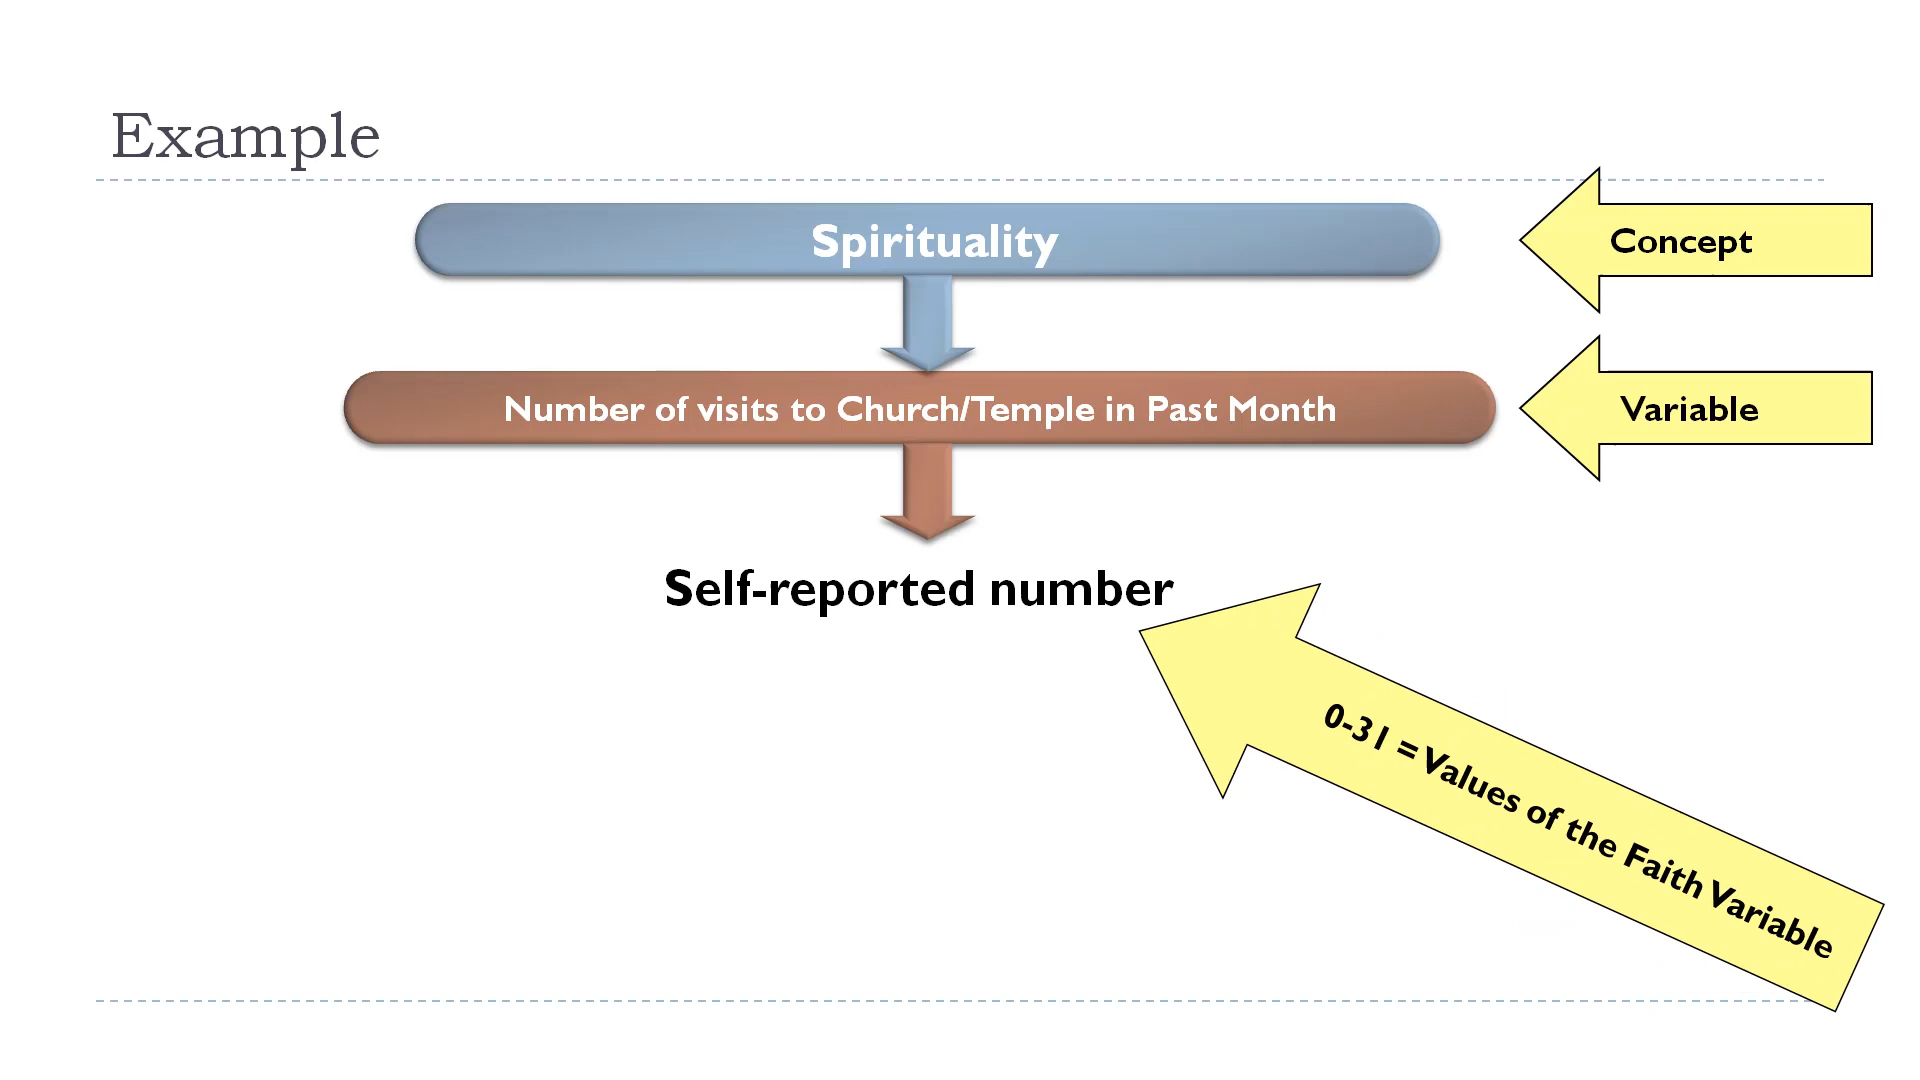 Example
Spirituality
Concept
Number of visits to Church/Temple in Past Month
Variable
Self-reported number
0-31 = Values of the Faith Variable